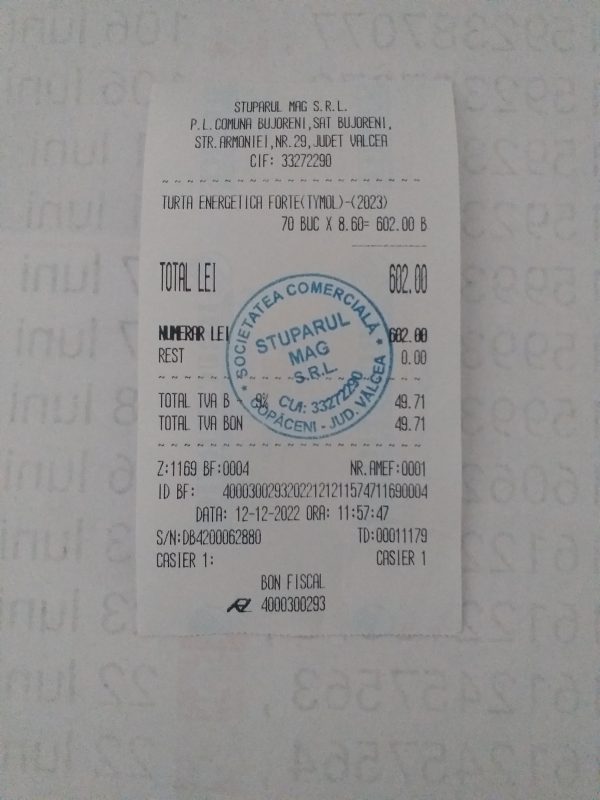 STUPARUL MAG S.R.L.
P.L.COMUNA BUJORENI,SAT BUJORENI,
STR.ARMONIEI,NR.29,JUDET VALCEA
CIF: 33272290
TURTA ENERGETICA FORTE(TYMOL)-(2023)
70 BUC X 8.60= 602.00 B
TOTAL LEI 602.00
NUMERAR LEI 602.00
REST 0.00
TOTAL TVA B - 9% 49.71
TOTAL TVA BON 49.71
Z:1169 BF:0004 NR.AMEF:0001
ID BF: 40003002932022121211574711690004
DATA: 12-12-2022 ORA: 11:57:47
S/N:DB4200062880 TD:00011179
CASIER 1: CASIER 1
BON FISCAL
4000300293
* SOCIETATEA COMERCIALĂ *
STUPARUL
MAG
S.R.L.
CUI: 33272290
COPĂCENI - JUD. VÂLCEA